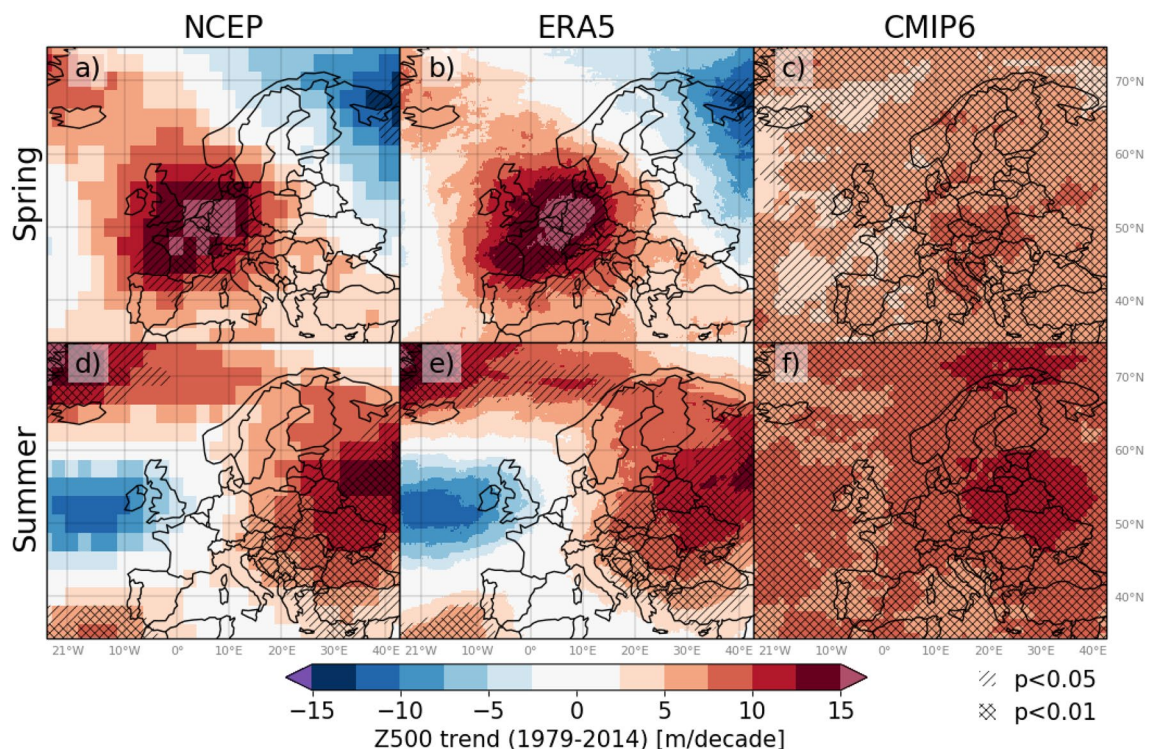 NCEP ERA5 CMIP6
Spring
a) b) c)
70°N
60°N
50°N
40°N
Summer
d) e) f)
70°N
60°N
50°N
40°N
21°W 10°W 0° 10°E 20°E 30°E 40°E 21°W 10°W 0° 10°E 20°E 30°E 40°E 21°W 10°W 0° 10°E 20°E 30°E 40°E
−15 −10 −5 0 5 10 15
Z500 trend (1979-2014) [m/decade]
p<0.05
p<0.01